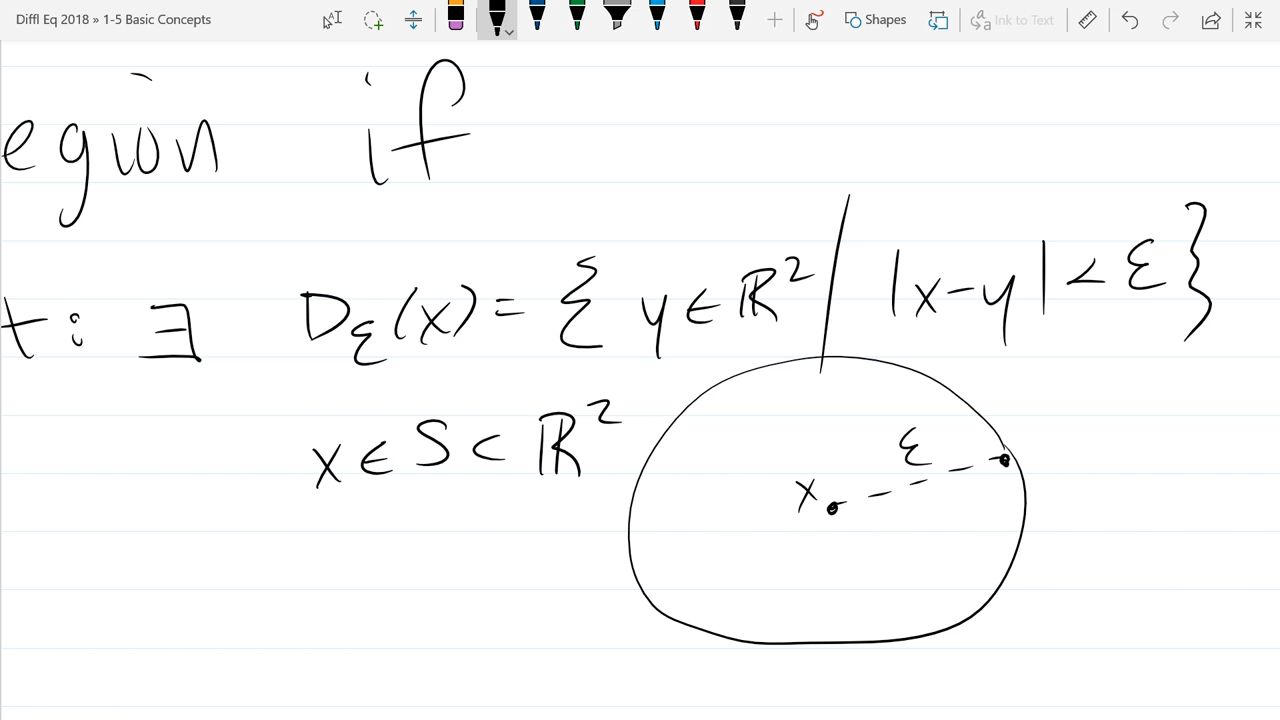 Diffl Eq 2018 » 1-5 Basic Concepts
Shapes
Ink to Text
egion if
t: ∃ D_ε(x) = { y ∈ ℝ² / |x-y| < ε }
x ∈ S ⊂ ℝ²
ε
x